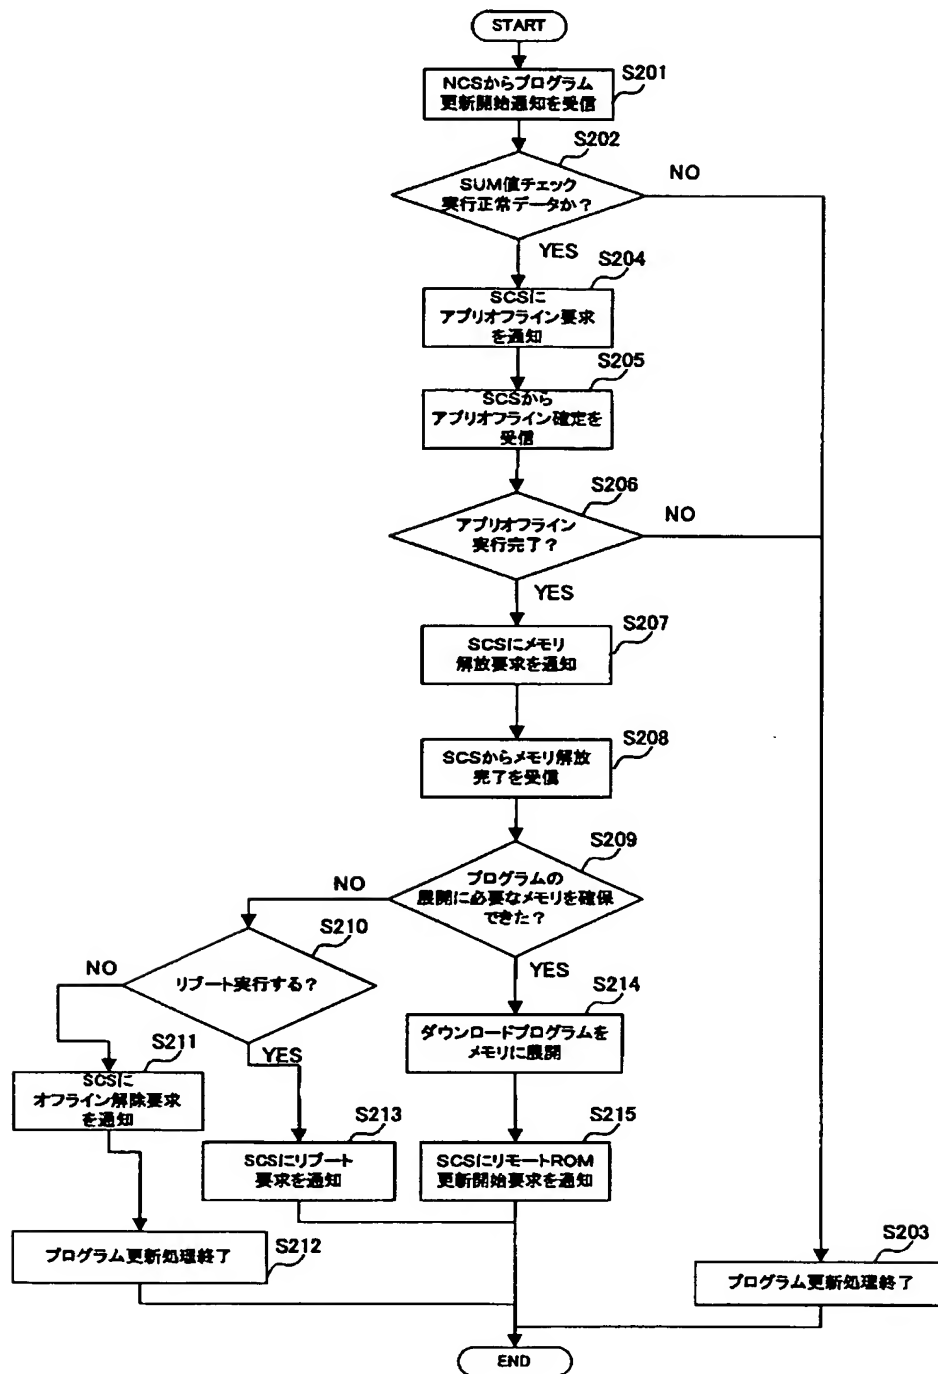 START
S201
NCSからプログラム
更新開始通知を受信
S202
NO
SUM値チェック
実行正常データか？
YES
S204
SCSに
アプリオフライン要求
を通知
S205
SCSから
アプリオフライン確定を
受信
S206
NO
アプリオフライン
実行完了？
YES
S207
SCSにメモリ
解放要求を通知
S208
SCSからメモリ解放
完了を受信
S209
プログラムの
展開に必要なメモリを確保
できた？
NO
S210
YES
NO
リブート実行する？
S214
ダウンロードプログラムを
メモリに展開
S211
YES
SCSに
オフライン解除要求
を通知
S213
SCSにリブート
要求を通知
S215
SCSにリモートROM
更新開始要求を通知
プログラム更新処理終了
S212
S203
プログラム更新処理終了
END